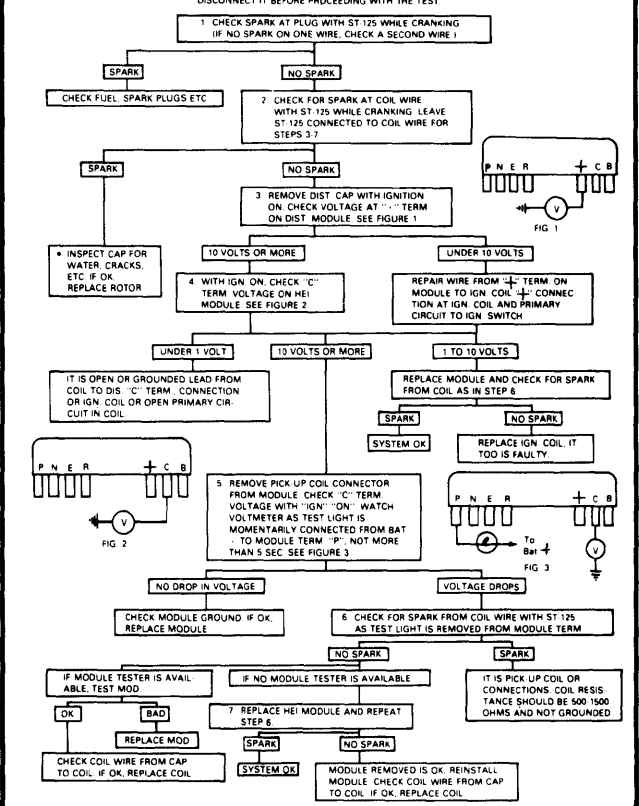 DISCONNECT IT BEFORE PROCEEDING WITH THE TEST
1 CHECK SPARK AT PLUG WITH ST-125 WHILE CRANKING
(IF NO SPARK ON ONE WIRE, CHECK A SECOND WIRE )
SPARK
NO SPARK
CHECK FUEL, SPARK PLUGS ETC
2. CHECK FOR SPARK AT COIL WIRE
WITH ST-125 WHILE CRANKING LEAVE
ST-125 CONNECTED TO COIL WIRE FOR
STEPS 3-7
SPARK
NO SPARK
P N E R + C B
V
FIG 1
3 REMOVE DIST CAP WITH IGNITION
ON. CHECK VOLTAGE AT "+" TERM
ON DIST MODULE. SEE FIGURE 1
• INSPECT CAP FOR
WATER, CRACKS,
ETC. IF OK,
REPLACE ROTOR
10 VOLTS OR MORE
UNDER 10 VOLTS
4. WITH IGN. ON, CHECK "C"
TERM VOLTAGE ON HEI
MODULE. SEE FIGURE 2
REPAIR WIRE FROM "+" TERM. ON
MODULE TO IGN. COIL "+" CONNEC-
TION AT IGN. COIL AND PRIMARY
CIRCUIT TO IGN. SWITCH
UNDER 1 VOLT
10 VOLTS OR MORE
1 TO 10 VOLTS
IT IS OPEN OR GROUNDED LEAD FROM
COIL TO DIS. "C" TERM., CONNECTION
OR IGN. COIL OR OPEN PRIMARY CIR-
CUIT IN COIL
REPLACE MODULE AND CHECK FOR SPARK
FROM COIL AS IN STEP 6.
SPARK
NO SPARK
SYSTEM OK
REPLACE IGN. COIL, IT
TOO IS FAULTY.
P N E R + C B
V
FIG 2
5. REMOVE PICK-UP COIL CONNECTOR
FROM MODULE. CHECK "C" TERM
VOLTAGE WITH "IGN" "ON" WATCH
VOLTMETER AS TEST LIGHT IS
MOMENTARILY CONNECTED FROM BAT
- TO MODULE TERM "P", NOT MORE
THAN 5 SEC. SEE FIGURE 3.
P N E R + C B
To
Bat +
V
FIG 3
NO DROP IN VOLTAGE
VOLTAGE DROPS
CHECK MODULE GROUND. IF OK,
REPLACE MODULE
6 CHECK FOR SPARK FROM COIL WIRE WITH ST-125
AS TEST LIGHT IS REMOVED FROM MODULE TERM
NO SPARK
SPARK
IF MODULE TESTER IS AVAIL-
ABLE, TEST MOD.
IF NO MODULE TESTER IS AVAILABLE
IT IS PICK-UP COIL OR
CONNECTIONS. COIL RESIS-
TANCE SHOULD BE 500-1500
OHMS AND NOT GROUNDED
OK
BAD
7 REPLACE HEI MODULE AND REPEAT
STEP 6.
REPLACE MOD
SPARK
NO SPARK
CHECK COIL WIRE FROM CAP
TO COIL. IF OK, REPLACE COIL
SYSTEM OK
MODULE REMOVED IS OK, REINSTALL
MODULE. CHECK COIL WIRE FROM CAP
TO COIL. IF OK, REPLACE COIL